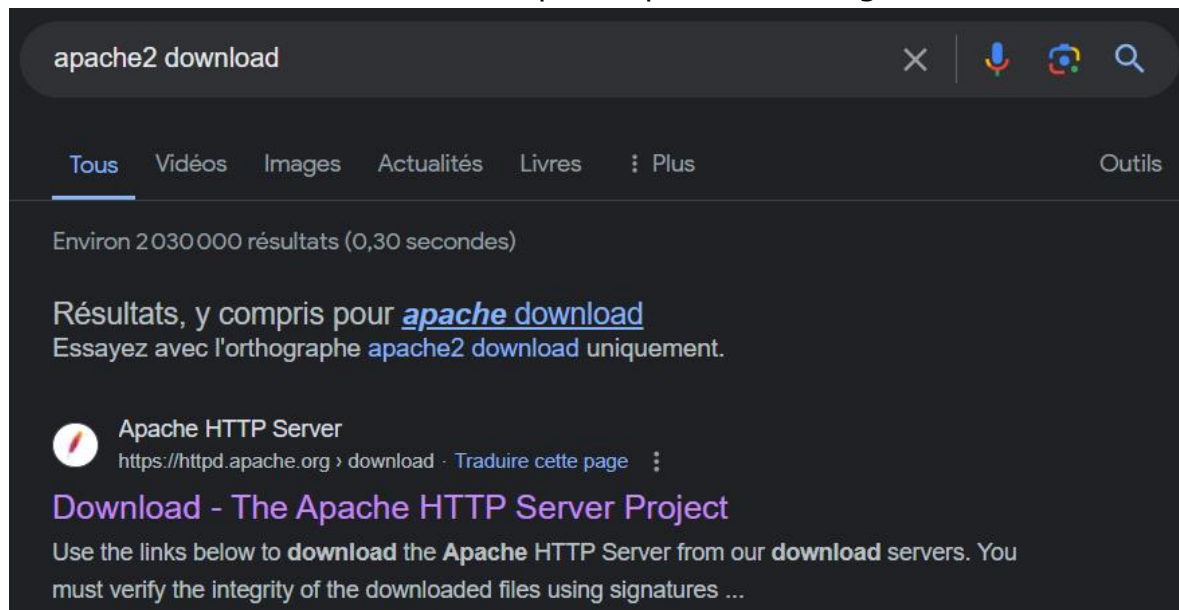 apache2 download
Tous Vidéos Images Actualités Livres Plus Outils
Environ 2 030 000 résultats (0,30 secondes)
Résultats, y compris pour apache download
Essayez avec l'orthographe apache2 download uniquement.
Apache HTTP Server
https://httpd.apache.org › download · Traduire cette page
Download - The Apache HTTP Server Project
Use the links below to download the Apache HTTP Server from our download servers. You
must verify the integrity of the downloaded files using signatures ...